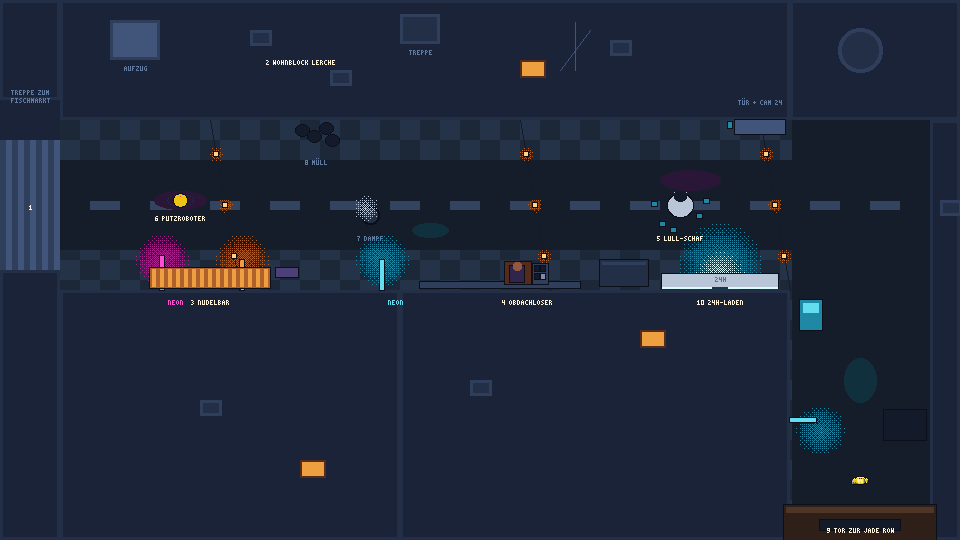 TREPPE
2 WOHNBLOCK LERCHE
AUFZUG
TREPPE ZUM
FISCHMARKT
TÜR + CAM 24
8 MÜLL
1
6 PUTZROBOTER
7 DAMPF
5 LULL-SCHAF
24H
NEON
3 NUDELBAR
NEON
4 OBDACHLOSER
10 24H-LADEN
9 TOR ZUR JADE ROW